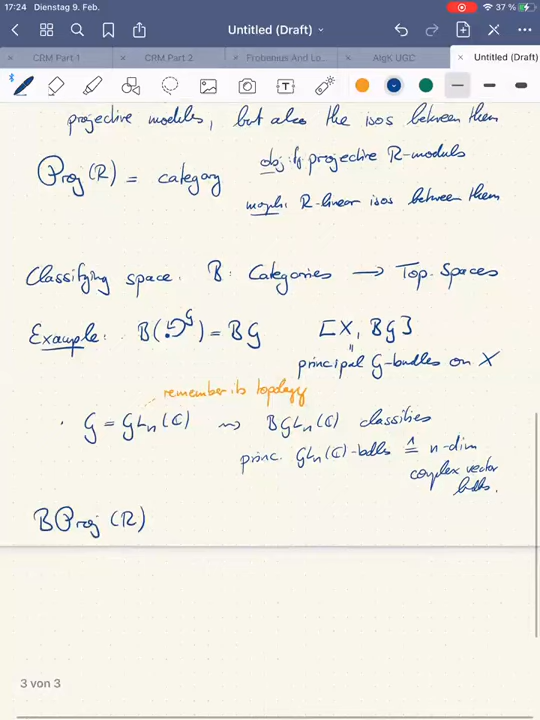 17:24 Dienstag 9. Feb.
37 %
Untitled (Draft)
CRM Part 1
CRM Part 2
Frobenius And Lo...
AlgK UGC
Untitled (Draft)
projective modules, but also the isos between them
Proj(R) = category
obj: f.g. projective R-moduls
morph: R-linear isos between them
Classifying space. B: Categories → Top. Spaces
Example: B(• ↺ G) = BG [X, BG]
"
principal G-bundles on X
remember its topology
· G = GLn(ℂ) ⇝ BGLn(ℂ) classifies
princ. GLn(ℂ)-bdles ≙ n-dim
complex vector
bdls.
BProj(R)
3 von 3